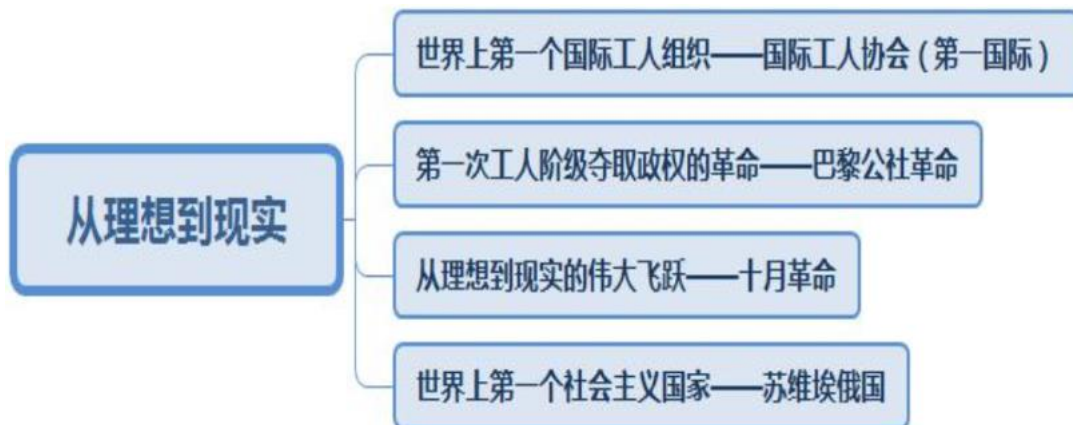 从理想到现实
世界上第一个国际工人组织——国际工人协会（第一国际）
第一次工人阶级夺取政权的革命——巴黎公社革命
从理想到现实的伟大飞跃——十月革命
世界上第一个社会主义国家——苏维埃俄国